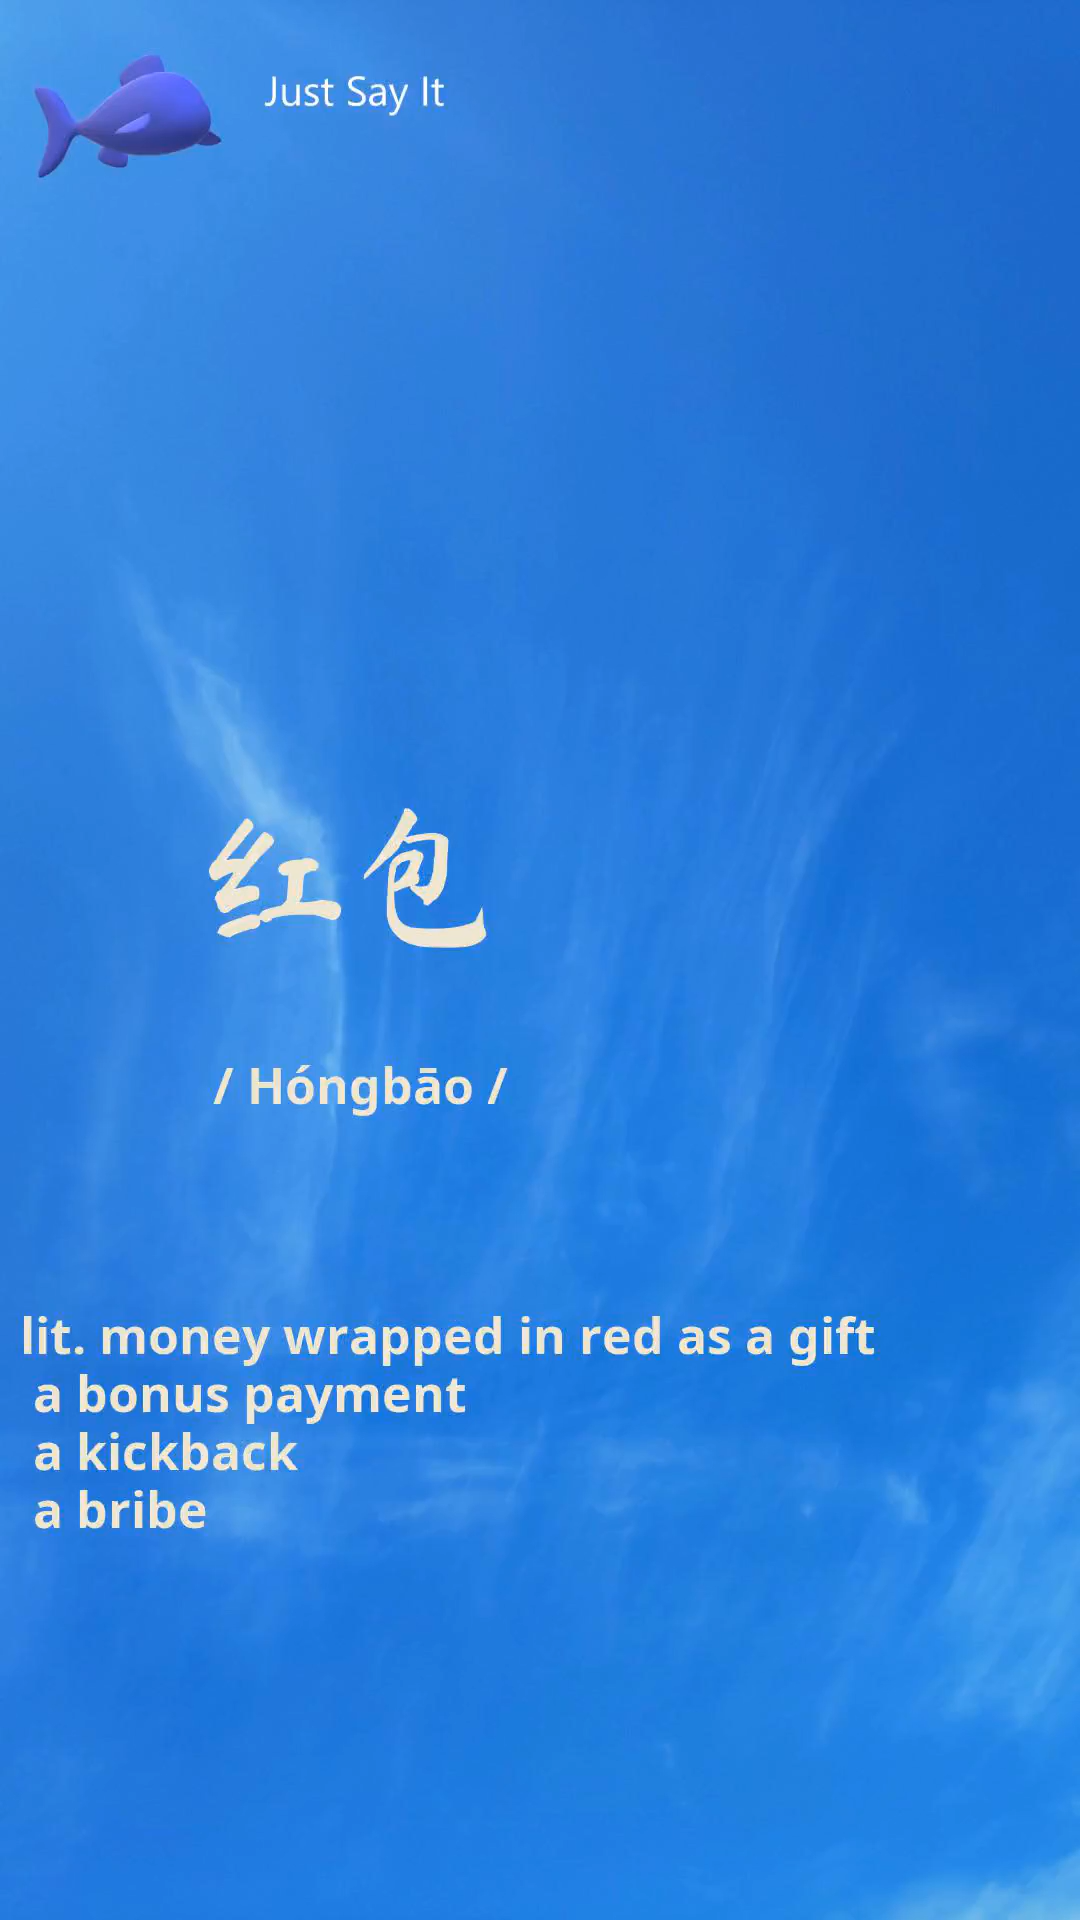 Just Say It
红包
/ Hóngbāo /
lit. money wrapped in red as a gift
a bonus payment
a kickback
a bribe